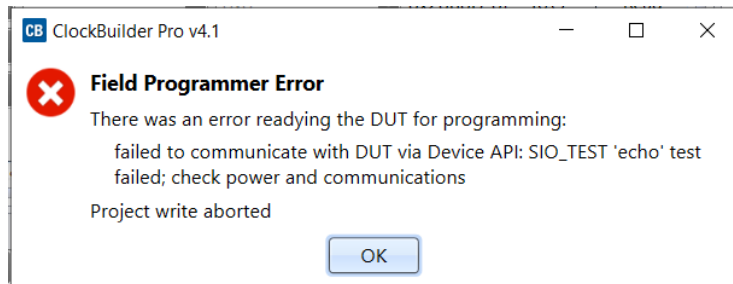 CB ClockBuilder Pro v4.1
Field Programmer Error
There was an error readying the DUT for programming:
failed to communicate with DUT via Device API: SIO_TEST 'echo' test
failed; check power and communications
Project write aborted
OK